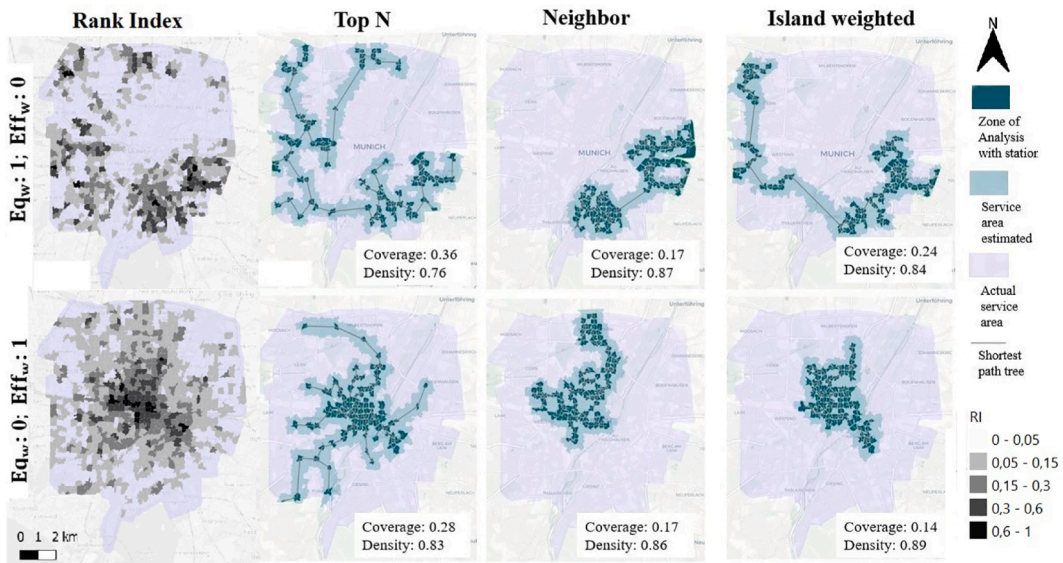 Rank Index
Top N
Neighbor
Island weighted
N
Eqw: 1; Effw: 0
Unterföhring
MUNICH
Coverage: 0.36
Density: 0.76
Unterföhring
MUNICH
Coverage: 0.17
Density: 0.87
MUNICH
Coverage: 0.24
Density: 0.84
Zone of
Analysis
with statior
Service
area
estimated
Actual
service
area
Shortest
path tree
Eqw: 0; Effw: 1
0 1 2 km
Unterföhring
Coverage: 0.28
Density: 0.83
Unterföhring
Coverage: 0.17
Density: 0.86
Coverage: 0.14
Density: 0.89
RI
0 - 0,05
0,05 - 0,15
0,15 - 0,3
0,3 - 0,6
0,6 - 1